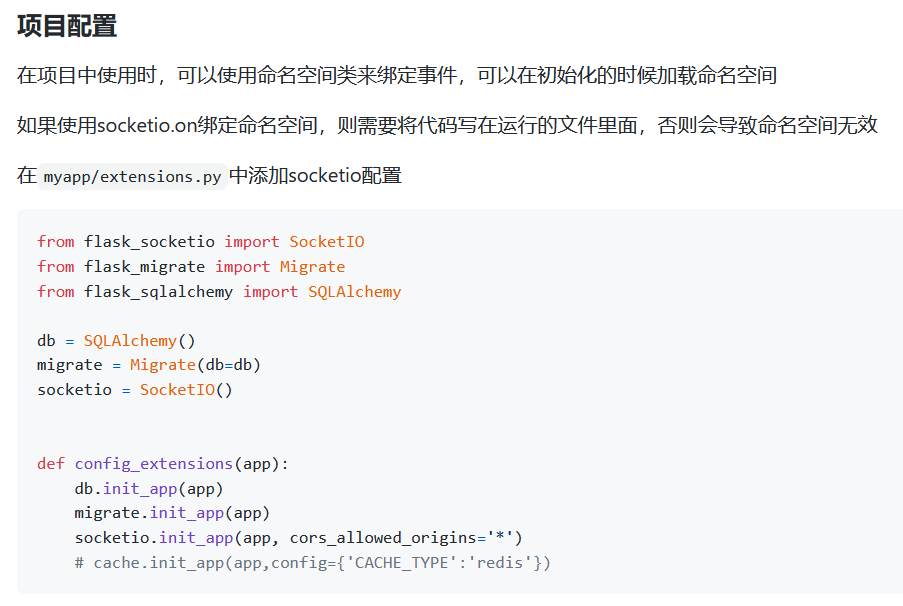 项目配置
在项目中使用时，可以使用命名空间类来绑定事件，可以在初始化的时候加载命名空间
如果使用socketio.on绑定命名空间，则需要将代码写在运行的文件里面，否则会导致命名空间无效
在 myapp/extensions.py 中添加socketio配置
from flask_socketio import SocketIO
from flask_migrate import Migrate
from flask_sqlalchemy import SQLAlchemy

db = SQLAlchemy()
migrate = Migrate(db=db)
socketio = SocketIO()


def config_extensions(app):
    db.init_app(app)
    migrate.init_app(app)
    socketio.init_app(app, cors_allowed_origins='*')
    # cache.init_app(app,config={'CACHE_TYPE':'redis'})